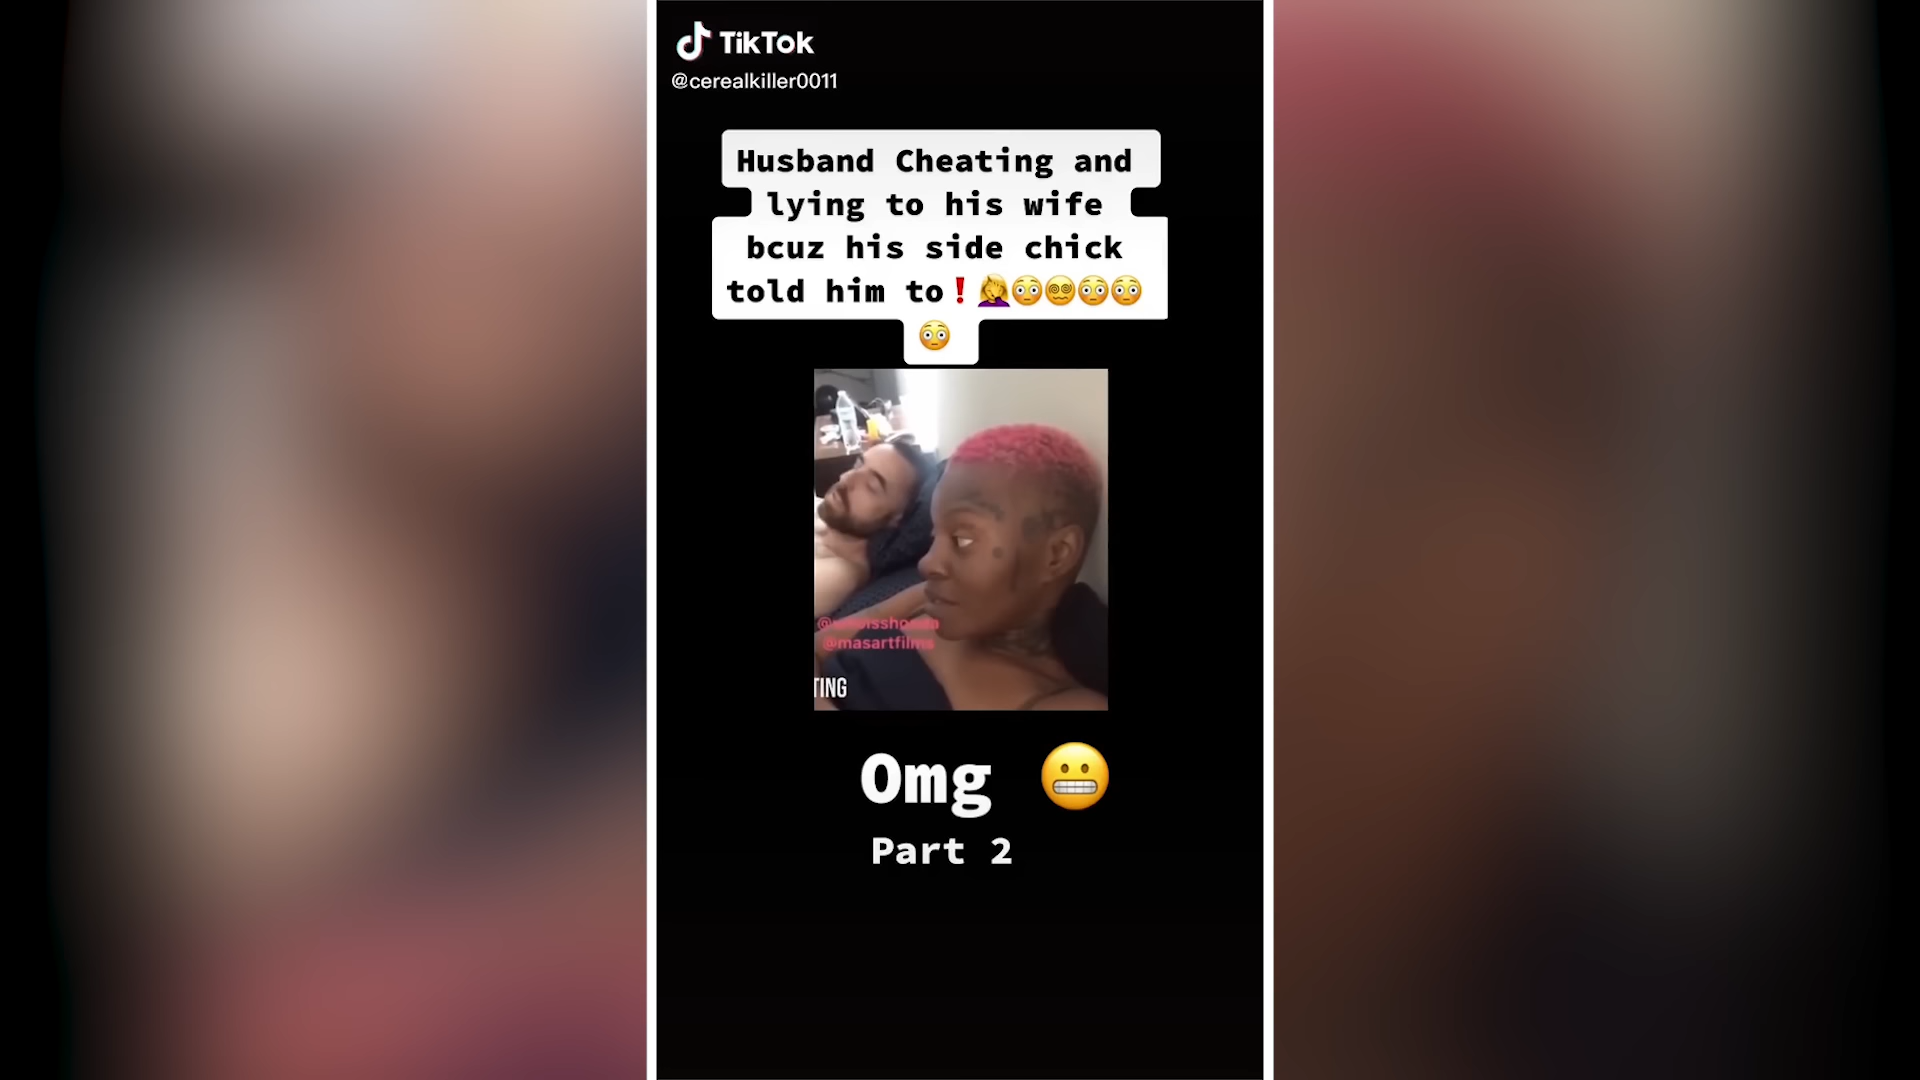 TikTok
@cerealkiller0011
Husband Cheating and
lying to his wife
bcuz his side chick
told him to❗🤦‍♀️😳😵‍💫😳😳
😳
@masartfilms
TING
Omg 😬
Part 2